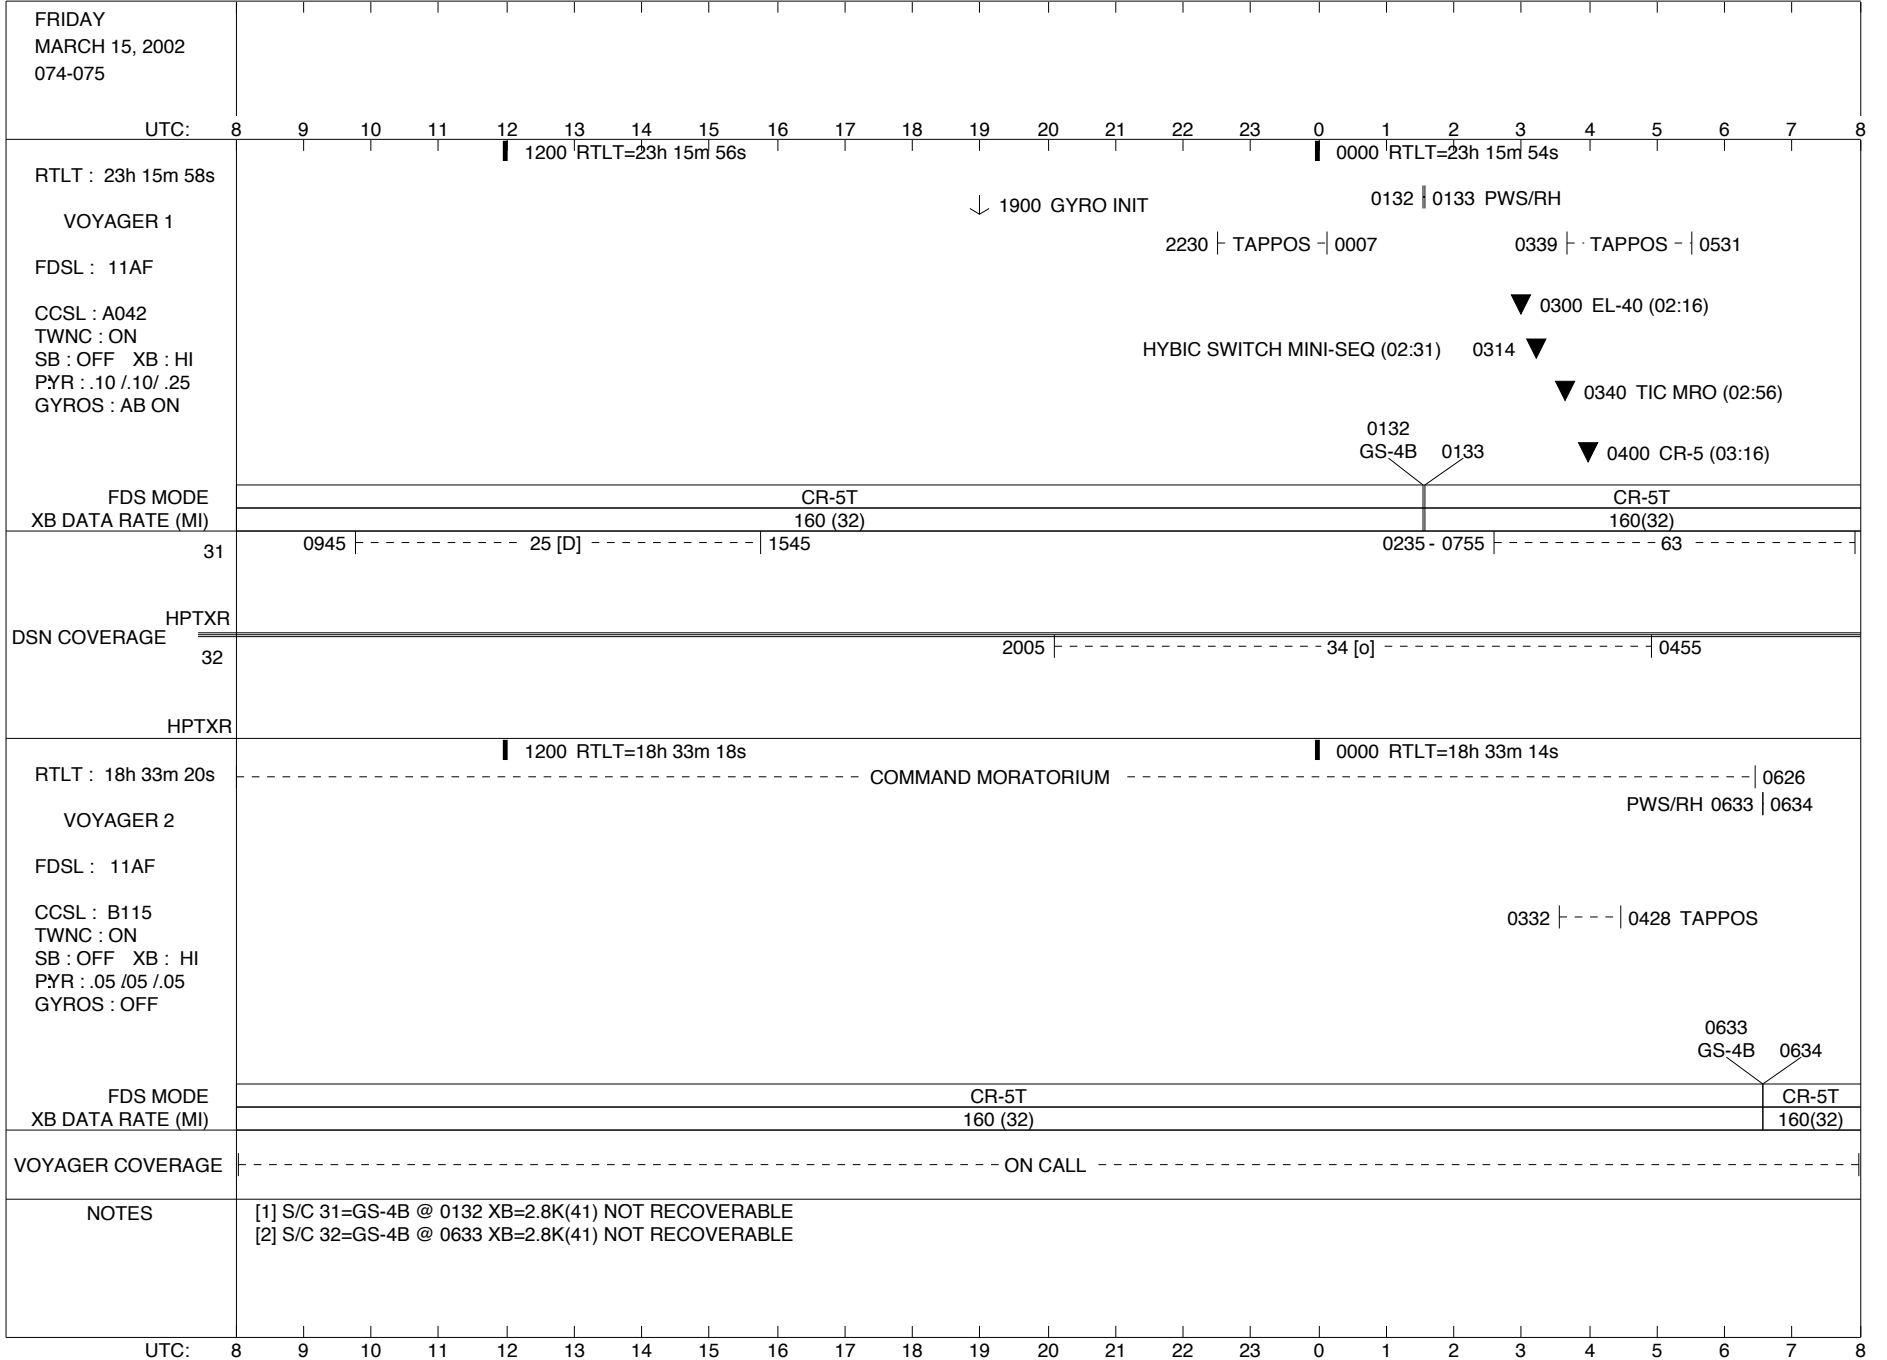 FRIDAY
MARCH 15, 2002
074-075
UTC: 8 9 10 11 12 13 14 15 16 17 18 19 20 21 22 23 0 1 2 3 4 5 6 7 8
1200 RTLT=23h 15m 56s 0000 RTLT=23h 15m 54s
RTLT : 23h 15m 58s
0132 0133 PWS/RH
1900 GYRO INIT
VOYAGER 1
2230 TAPPOS 0007 0339 TAPPOS 0531
FDSL : 11AF
0300 EL-40 (02:16)
CCSL : A042
TWNC : ON
HYBIC SWITCH MINI-SEQ (02:31) 0314
SB : OFF XB : HI
P:YR : .10 /.10/ .25
0340 TIC MRO (02:56)
GYROS : AB ON
0132
GS-4B 0133
0400 CR-5 (03:16)
FDS MODE CR-5T CR-5T
XB DATA RATE (MI) 160 (32) 160(32)
31 0945 25 [D] 1545 0235 - 0755 63
HPTXR
DSN COVERAGE
32 2005 34 [o] 0455
HPTXR
1200 RTLT=18h 33m 18s 0000 RTLT=18h 33m 14s
RTLT : 18h 33m 20s COMMAND MORATORIUM 0626
PWS/RH 0633 0634
VOYAGER 2
FDSL : 11AF
CCSL : B115
0332 0428 TAPPOS
TWNC : ON
SB : OFF XB : HI
P:YR : .05 /05 /.05
GYROS : OFF
0633
GS-4B 0634
FDS MODE CR-5T CR-5T
XB DATA RATE (MI) 160 (32) 160(32)
VOYAGER COVERAGE ON CALL
NOTES [1] S/C 31=GS-4B @ 0132 XB=2.8K(41) NOT RECOVERABLE
[2] S/C 32=GS-4B @ 0633 XB=2.8K(41) NOT RECOVERABLE
UTC: 8 9 10 11 12 13 14 15 16 17 18 19 20 21 22 23 0 1 2 3 4 5 6 7 8